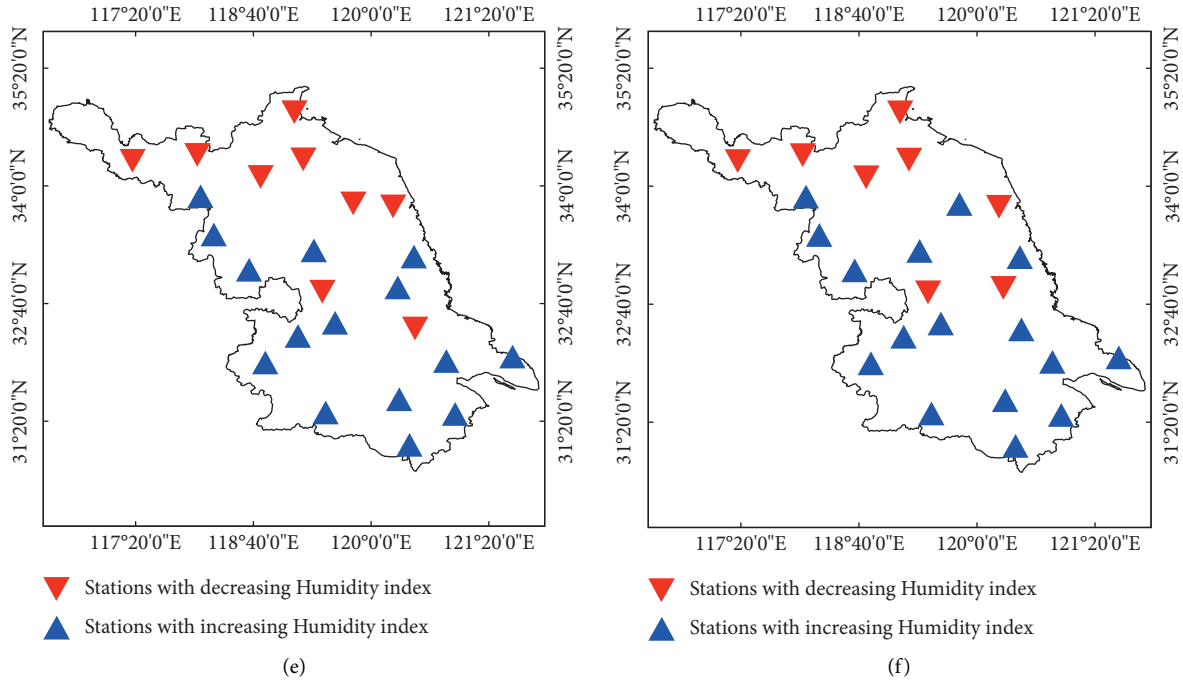 117°20'0"E 118°40'0"E 120°0'0"E 121°20'0"E
35°20'0"N 34°0'0"N 32°40'0"N 31°20'0"N
35°20'0"N 34°0'0"N 32°40'0"N 31°20'0"N
117°20'0"E 118°40'0"E 120°0'0"E 121°20'0"E
Stations with decreasing Humidity index
Stations with increasing Humidity index
(e)
117°20'0"E 118°40'0"E 120°0'0"E 121°20'0"E
35°20'0"N 34°0'0"N 32°40'0"N 31°20'0"N
35°20'0"N 34°0'0"N 32°40'0"N 31°20'0"N
117°20'0"E 118°40'0"E 120°0'0"E 121°20'0"E
Stations with decreasing Humidity index
Stations with increasing Humidity index
(f)